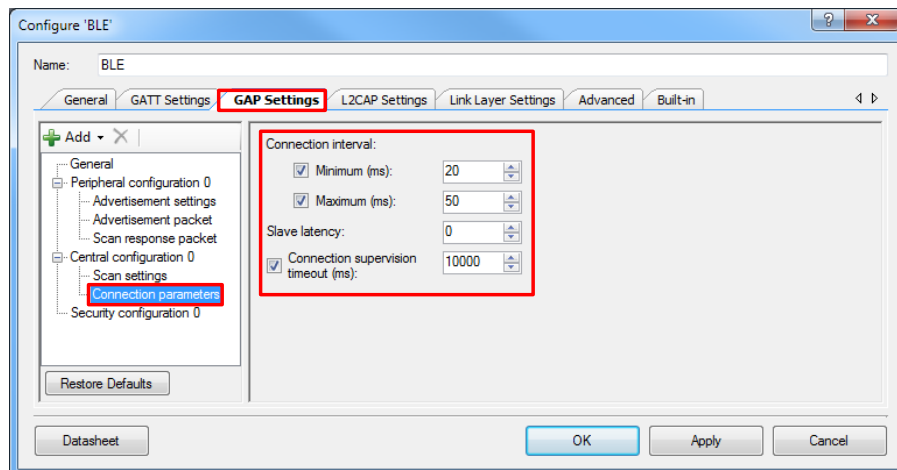 Configure 'BLE'
Name: BLE
General GATT Settings GAP Settings L2CAP Settings Link Layer Settings Advanced Built-in
Add
General
Peripheral configuration 0
Advertisement settings
Advertisement packet
Scan response packet
Central configuration 0
Scan settings
Connection parameters
Security configuration 0
Restore Defaults
Connection interval:
Minimum (ms): 20
Maximum (ms): 50
Slave latency: 0
Connection supervision
timeout (ms): 10000
Datasheet OK Apply Cancel